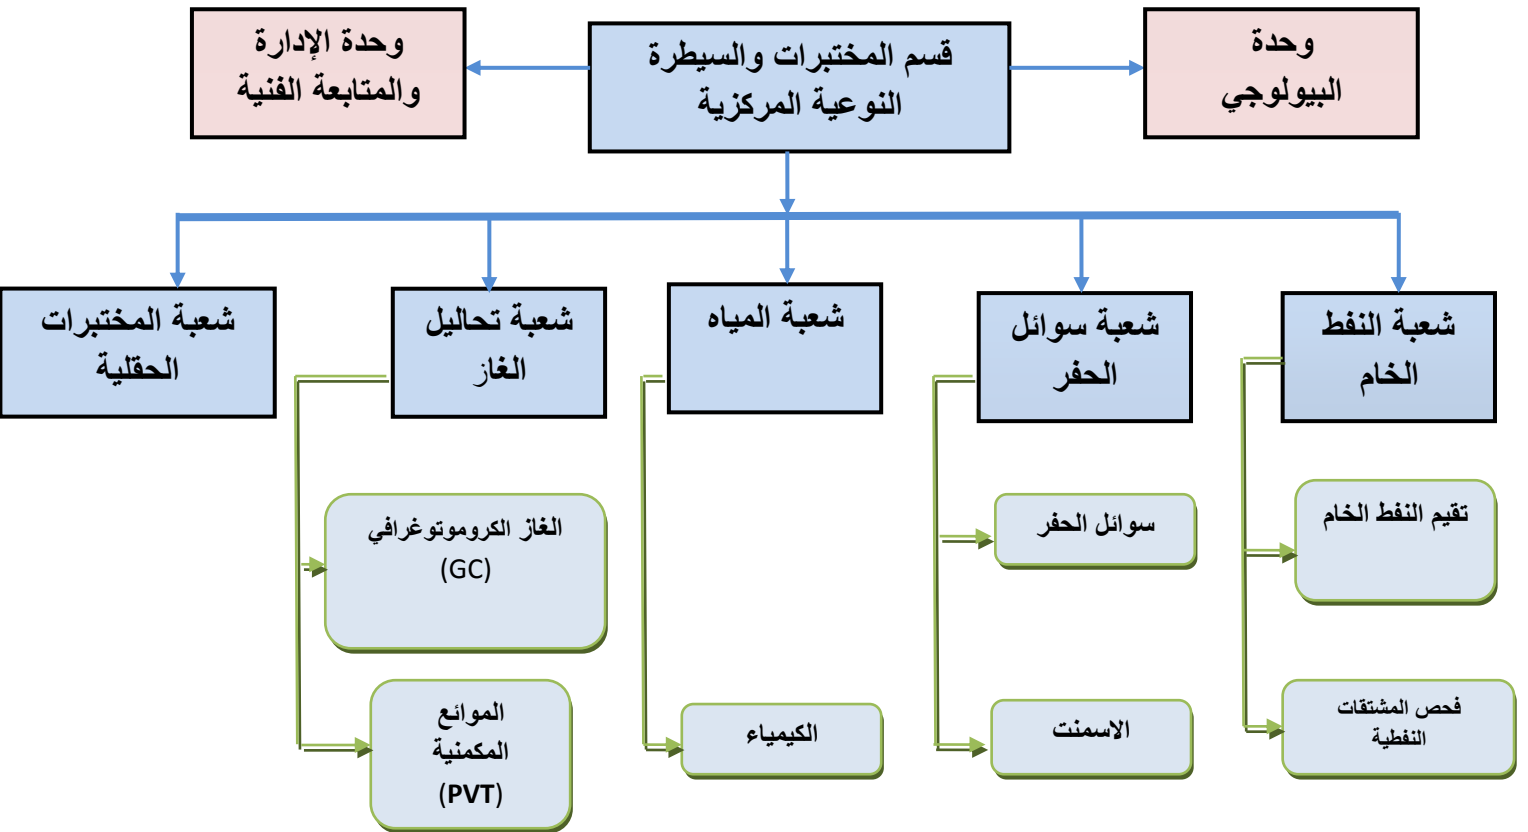 وحدة
البيولوجي
قسم المختبرات والسيطرة
النوعية المركزية
وحدة الإدارة
والمتابعة الفنية
شعبة النفط
الخام
شعبة سوائل
الحفر
شعبة المياه
شعبة تحاليل
الغاز
شعبة المختبرات
الحقلية
تقيم النفط الخام
سوائل الحفر
الغاز الكروموتوغرافي
(GC)
فحص المشتقات
النفطية
الاسمنت
الكيمياء
الموائع
المكمنية
(PVT)